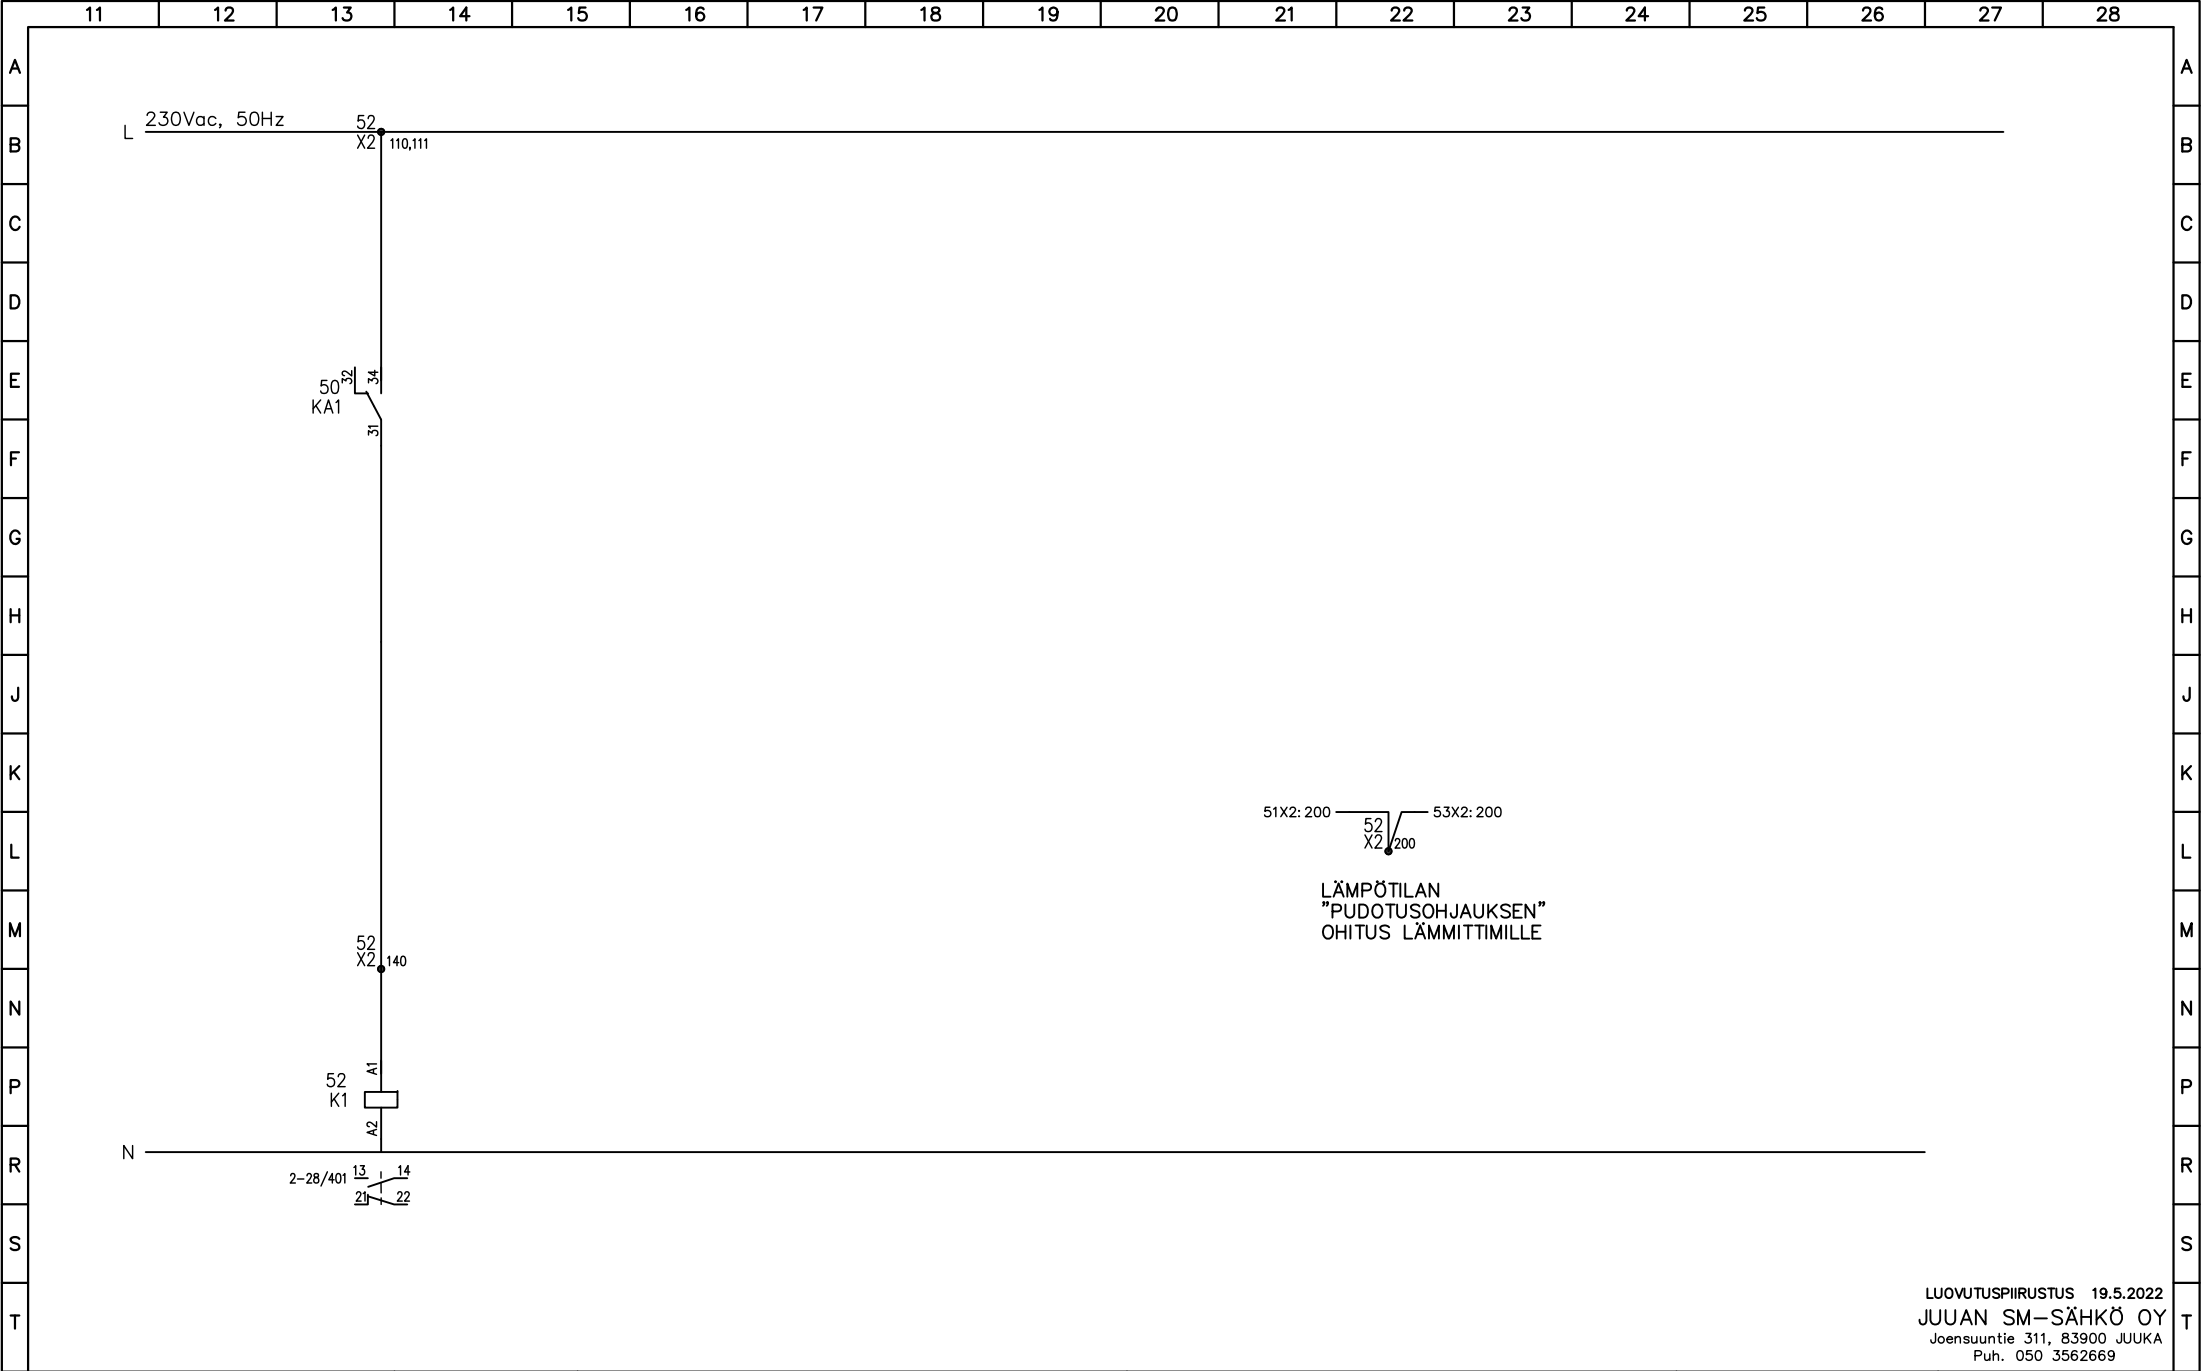 11 12 13 14 15 16 17 18 19 20 21 22 23 24 25 26 27 28
A A
230Vac, 50Hz
52
L
X2 110,111
B B
C C
D D
E E
32 34
50
KA1
31
F F
G G
H H
J J
K K
51X2:200 53X2:200
52
X2 200
L L
LÄMPÖTILAN
"PUDOTUSOHJAUKSEN"
OHITUS LÄMMITTIMILLE
M M
52
X2 140
N N
A1
52
K1
P P
A2
N
R R
2-28/401 13 14
21 22
S S
LUOVUTUSPIIRUSTUS 19.5.2022
JUUAN SM-SÄHKÖ OY
T T
Joensuuntie 311, 83900 JUUKA
Puh. 050 3562669